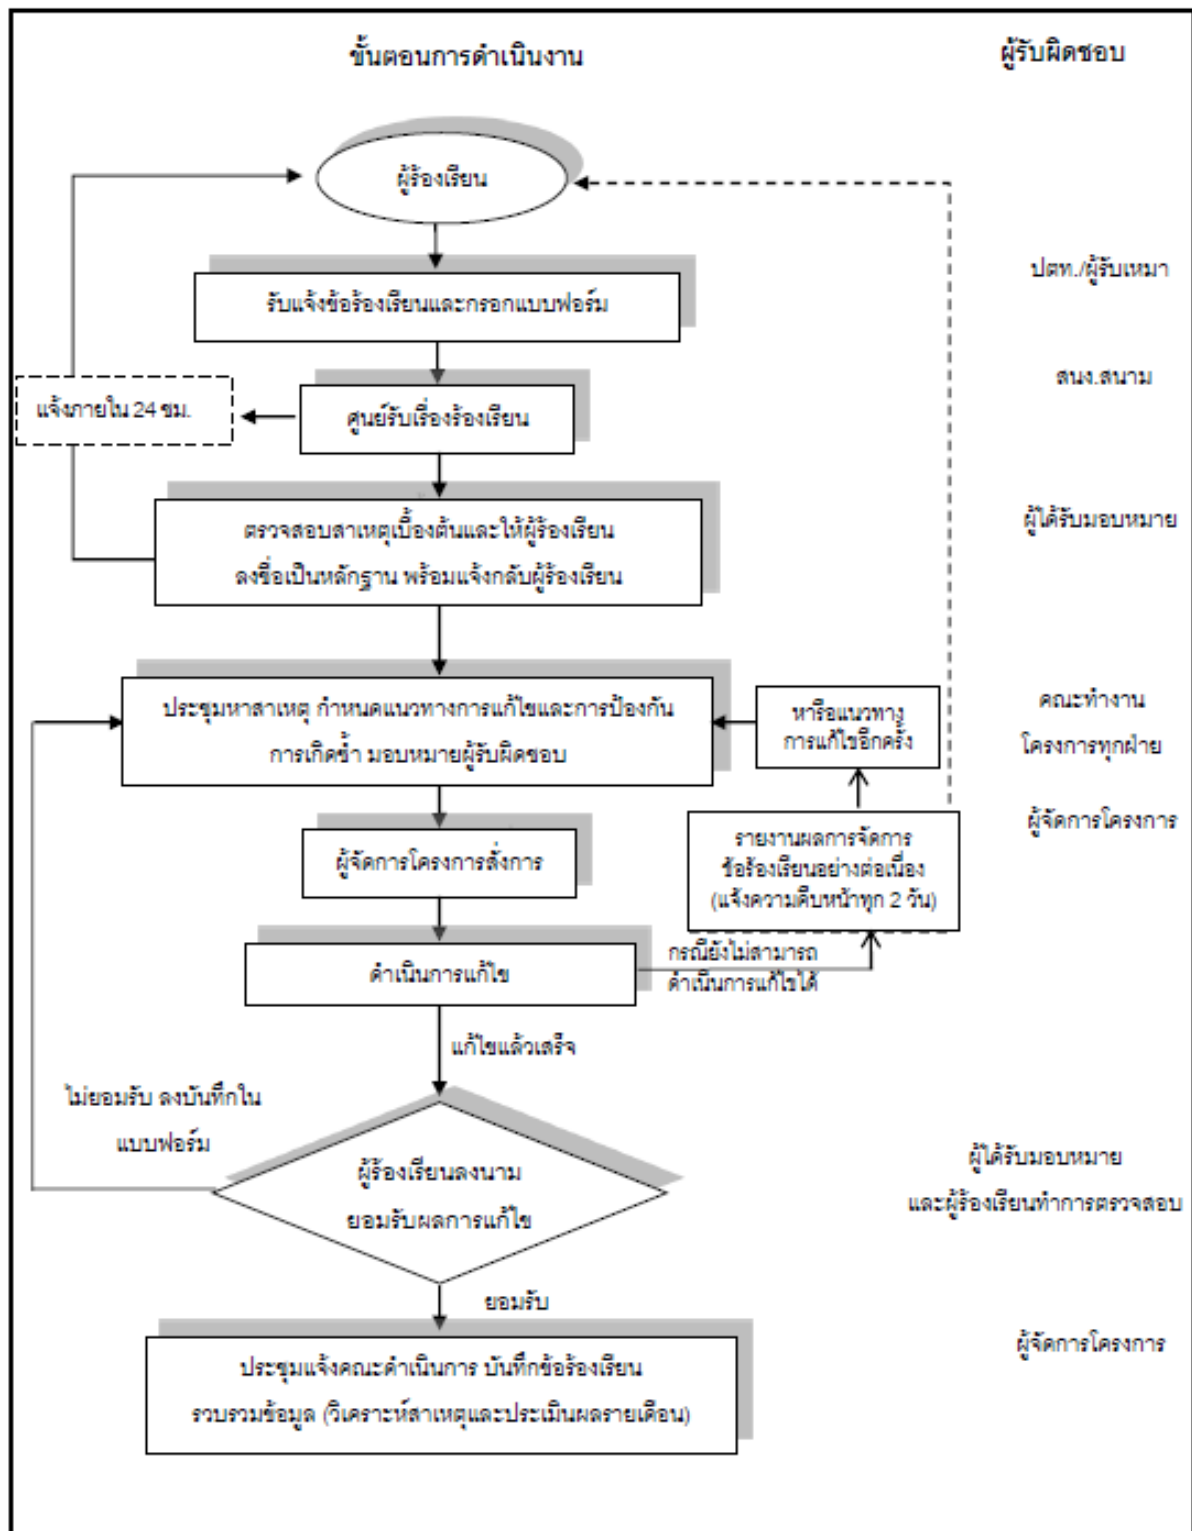 ขั้นตอนการดำเนินงาน
ผู้รับผิดชอบ
ผู้ร้องเรียน
รับแจ้งข้อร้องเรียนและกรอกแบบฟอร์ม
ปตท./ผู้รับเหมา
แจ้งภายใน 24 ชม.
ศูนย์รับเรื่องร้องเรียน
สนง.สนาม
ตรวจสอบสาเหตุเบื้องต้นและให้ผู้ร้องเรียน
ลงชื่อเป็นหลักฐาน พร้อมแจ้งกลับผู้ร้องเรียน
ผู้ได้รับมอบหมาย
ประชุมหาสาเหตุ กำหนดแนวทางการแก้ไขและการป้องกัน
การเกิดซ้ำ มอบหมายผู้รับผิดชอบ
หารือแนวทาง
การแก้ไขอีกครั้ง
คณะทำงาน
โครงการทุกฝ่าย
ผู้จัดการโครงการสั่งการ
รายงานผลการจัดการ
ข้อร้องเรียนอย่างต่อเนื่อง
(แจ้งความคืบหน้าทุก 2 วัน)
ผู้จัดการโครงการ
ดำเนินการแก้ไข
กรณียังไม่สามารถ
ดำเนินการแก้ไขได้
แก้ไขแล้วเสร็จ
ไม่ยอมรับ ลงบันทึกใน
แบบฟอร์ม
ผู้ร้องเรียนลงนาม
ยอมรับผลการแก้ไข
ผู้ได้รับมอบหมาย
และผู้ร้องเรียนทำการตรวจสอบ
ยอมรับ
ประชุมแจ้งคณะดำเนินการ บันทึกข้อร้องเรียน
รวบรวมข้อมูล (วิเคราะห์สาเหตุและประเมินผลรายเดือน)
ผู้จัดการโครงการ